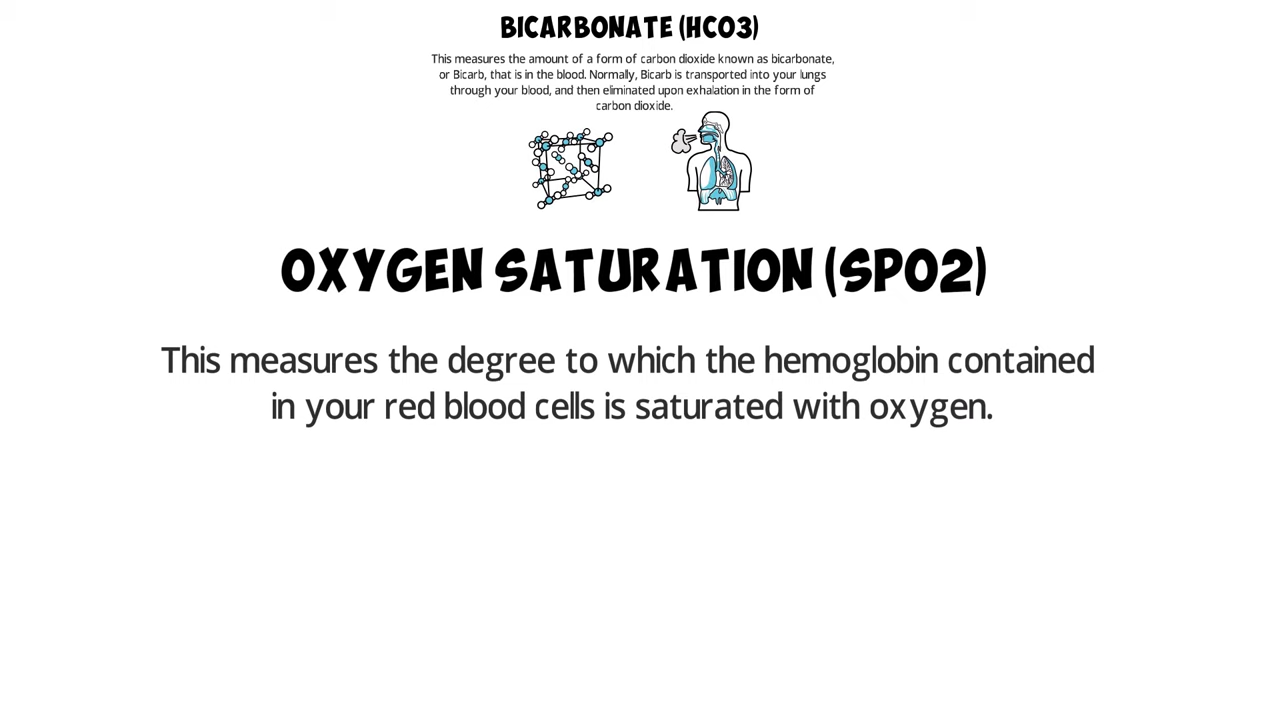 BICARBONATE (HCO3)
This measures the amount of a form of carbon dioxide known as bicarbonate,
or Bicarb, that is in the blood. Normally, Bicarb is transported into your lungs
through your blood, and then eliminated upon exhalation in the form of
carbon dioxide.
OXYGEN SATURATION (SPO2)
This measures the degree to which the hemoglobin contained
in your red blood cells is saturated with oxygen.